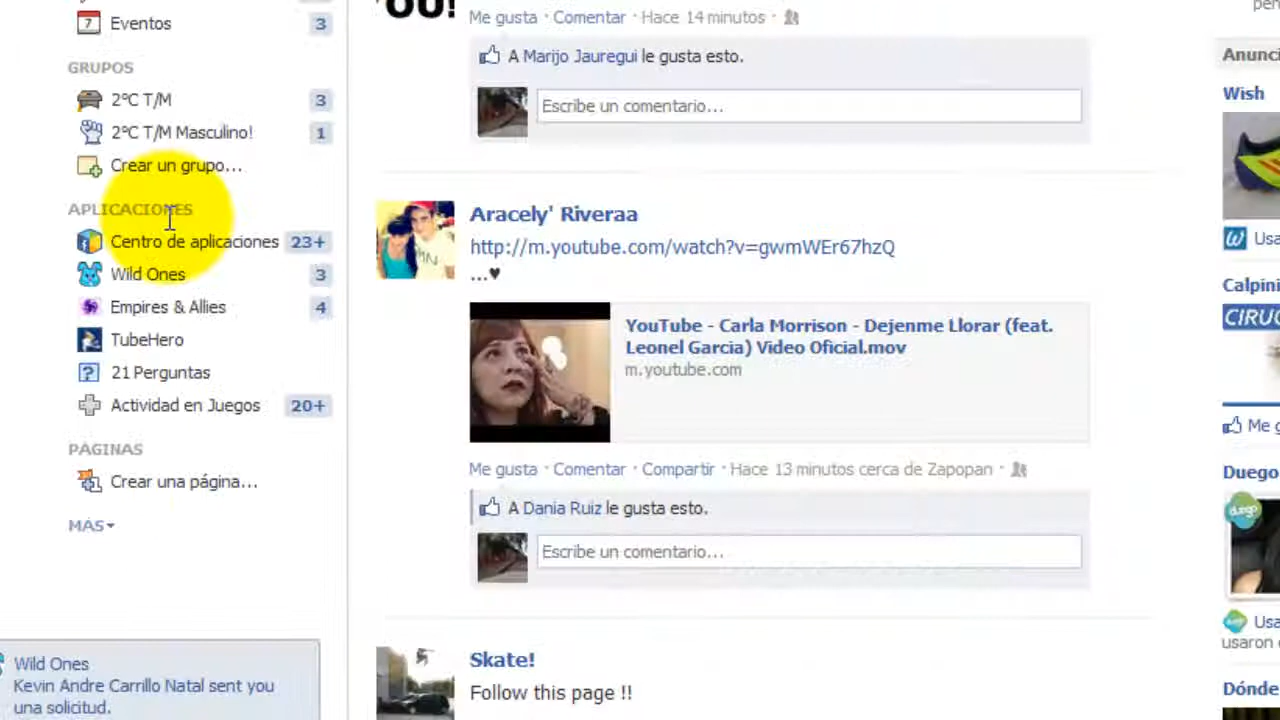 Eventos 3
GRUPOS
2ºC T/M 3
2ºC T/M Masculino! 1
Crear un grupo...
APLICACIONES
Centro de aplicaciones 23+
Wild Ones 3
Empires & Allies 4
TubeHero
21 Perguntas
Actividad en Juegos 20+
PÁGINAS
Crear una página...
MÁS
Wild Ones
Kevin Andre Carrillo Natal sent you
una solicitud.
YOU!
Me gusta · Comentar · Hace 14 minutos ·
A Marijo Jauregui le gusta esto.
Escribe un comentario...
Aracely' Riveraa
http://m.youtube.com/watch?v=gwmWEr67hzQ
...♥
YouTube - Carla Morrison - Dejenme Llorar (feat.
Leonel Garcia) Video Oficial.mov
m.youtube.com
Me gusta · Comentar · Compartir · Hace 13 minutos cerca de Zapopan ·
A Dania Ruiz le gusta esto.
Escribe un comentario...
Skate!
Follow this page !!
Anunci
Wish
Usa
Calpini
CIRUG
Me g
Duego
duego
Usa
usaron
Dónde